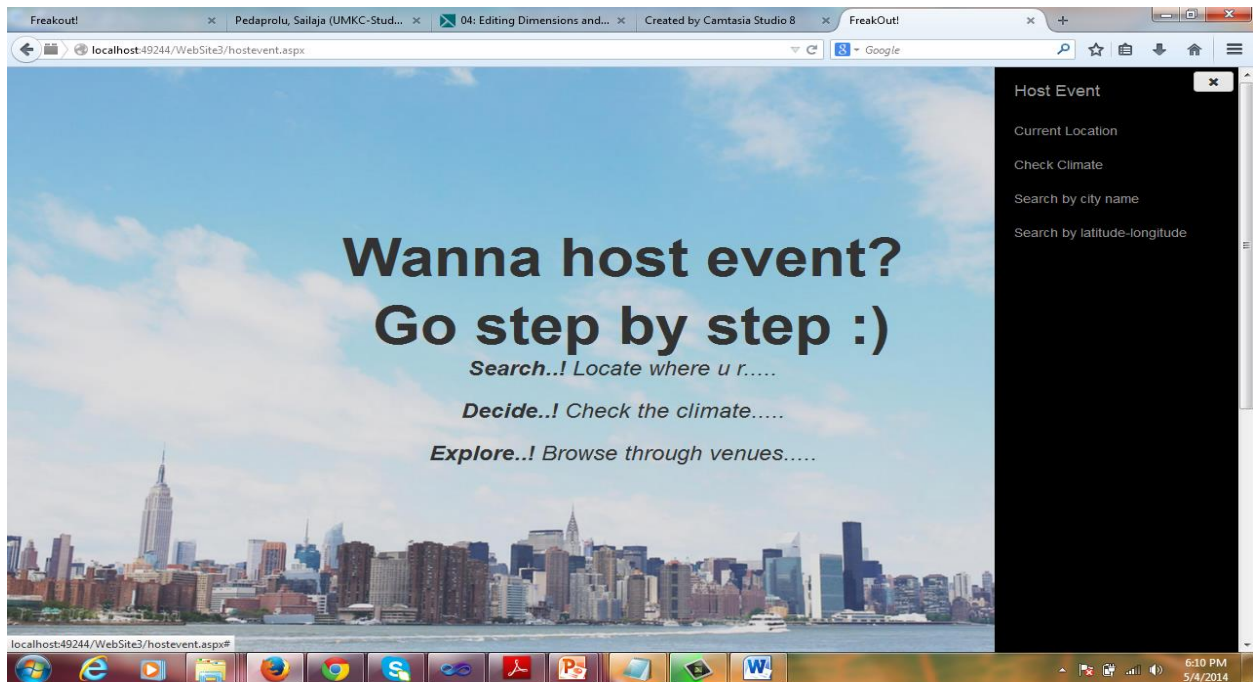 Freakout!
Pedaprolu, Sailaja (UMKC-Stud...
04: Editing Dimensions and...
Created by Camtasia Studio 8
FreakOut!
localhost:49244/WebSite3/hostevent.aspx
Google
Host Event
Current Location
Check Climate
Search by city name
Search by latitude-longitude
Wanna host event?
Go step by step :)
Search..! Locate where u r.....
Decide..! Check the climate.....
Explore..! Browse through venues.....
localhost:49244/WebSite3/hostevent.aspx#
6:10 PM
5/4/2014